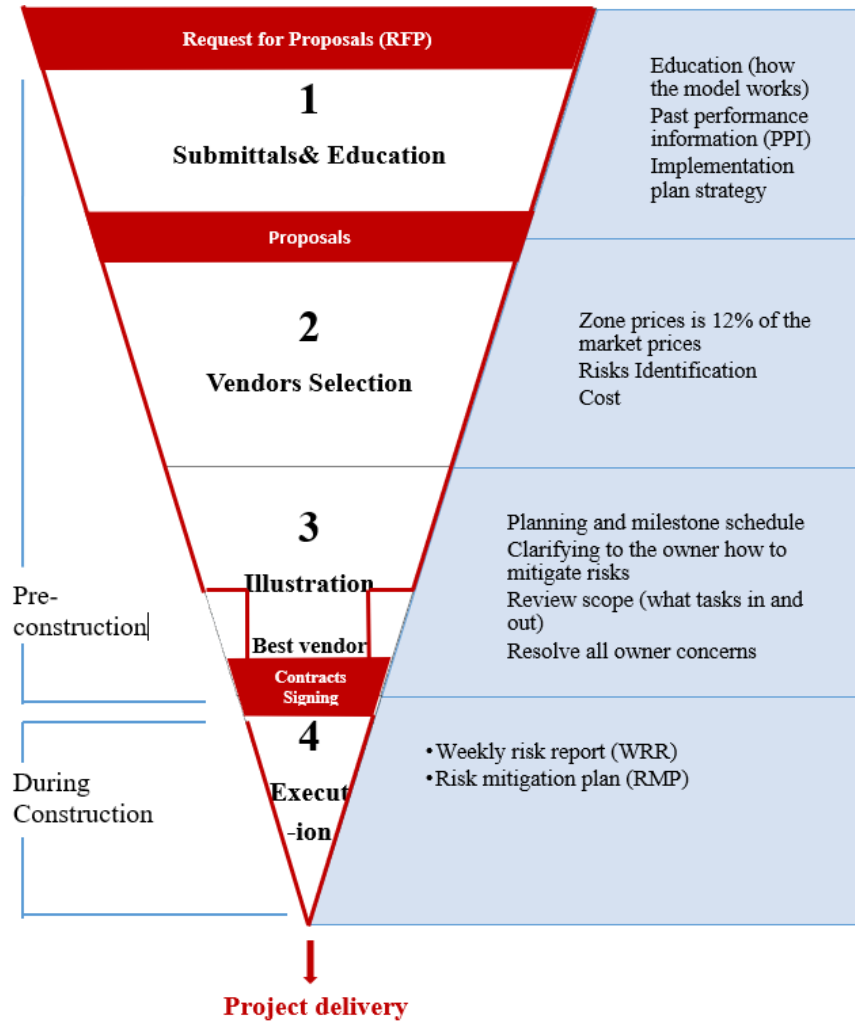 Request for Proposals (RFP)
1
Submittals& Education
Education (how
the model works)
Past performance
information (PPI)
Implementation
plan strategy
Proposals
2
Vendors Selection
Zone prices is 12% of the
market prices
Risks Identification
Cost
3
Illustration
Best vendor
Planning and milestone schedule
Clarifying to the owner how to
mitigate risks
Review scope (what tasks in and
out)
Resolve all owner concerns
Pre-
construction
Contracts
Signing
4
Execut
-ion
•Weekly risk report (WRR)
•Risk mitigation plan (RMP)
During
Construction
Project delivery